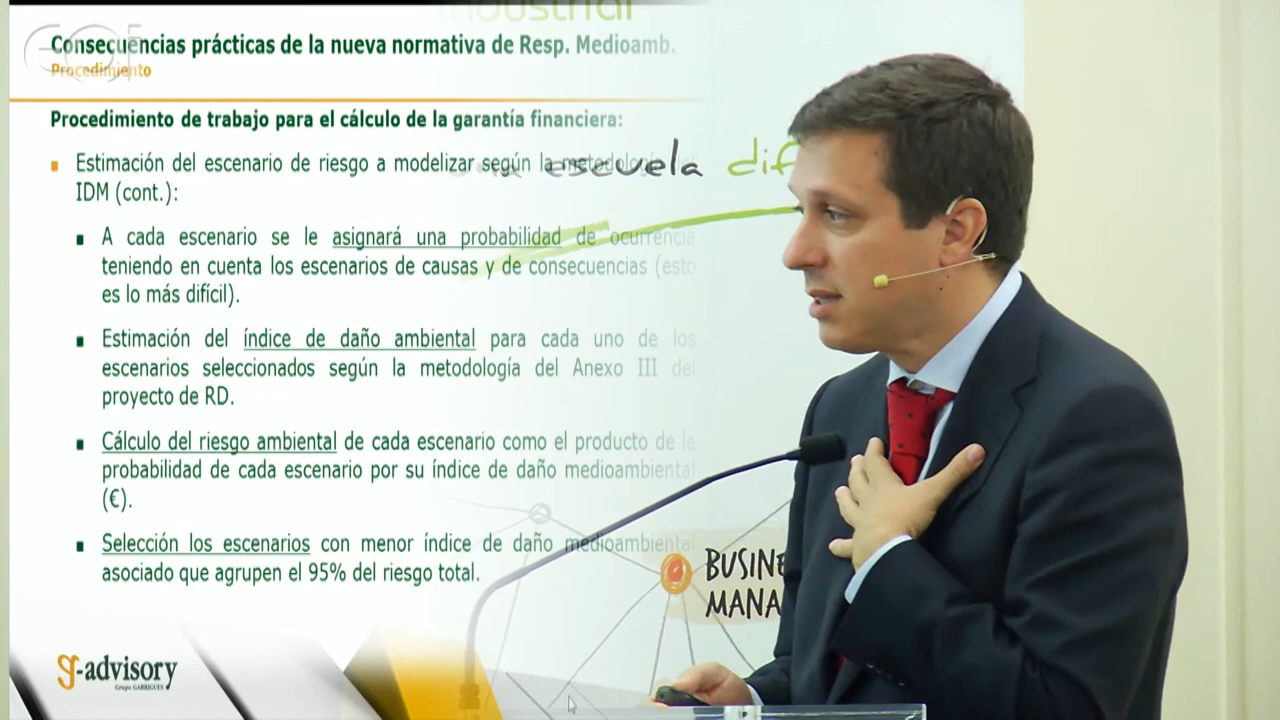 industrial
EOI
Consecuencias prácticas de la nueva normativa de Resp. Medioamb.
Procedimiento
Procedimiento de trabajo para el cálculo de la garantía financiera:
Estimación del escenario de riesgo a modelizar según la metodología
IDM (cont.):
una escuela dif
A cada escenario se le asignará una probabilidad de ocurrencia
teniendo en cuenta los escenarios de causas y de consecuencias (esto
es lo más difícil).
Estimación del índice de daño ambiental para cada uno de los
escenarios seleccionados según la metodología del Anexo III del
proyecto de RD.
Cálculo del riesgo ambiental de cada escenario como el producto de la
probabilidad de cada escenario por su índice de daño medioambiental
(€).
Selección los escenarios con menor índice de daño medioambiental
asociado que agrupen el 95% del riesgo total.
BUSINE
MANA
g-advisory
Grupo GARRIGUES